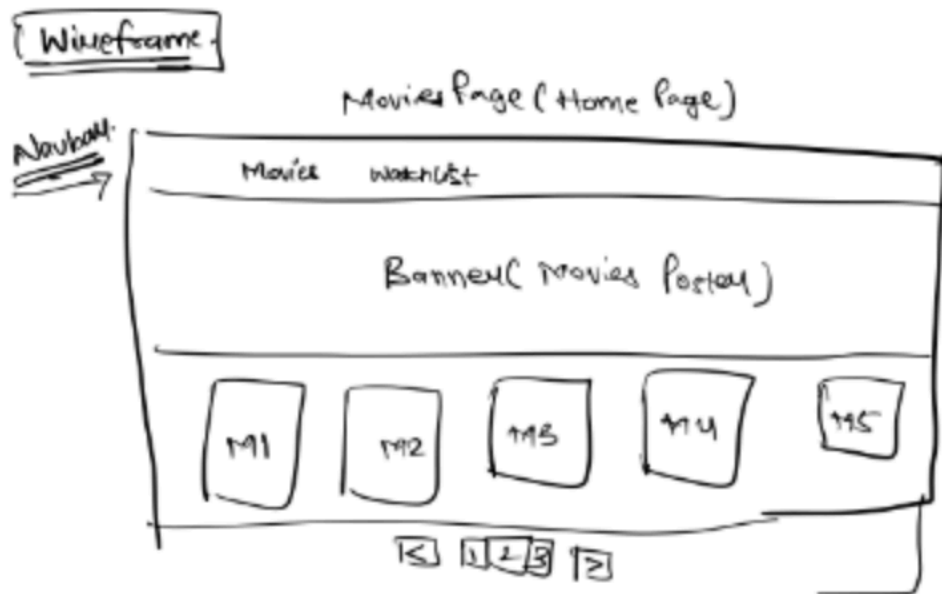 Wireframe.
Movies Page (Home Page)
Navbar.
Movies Watchlist
Banner (Movies Poster)
M1 M2 M3 M4 M5
< 1 2 3 >